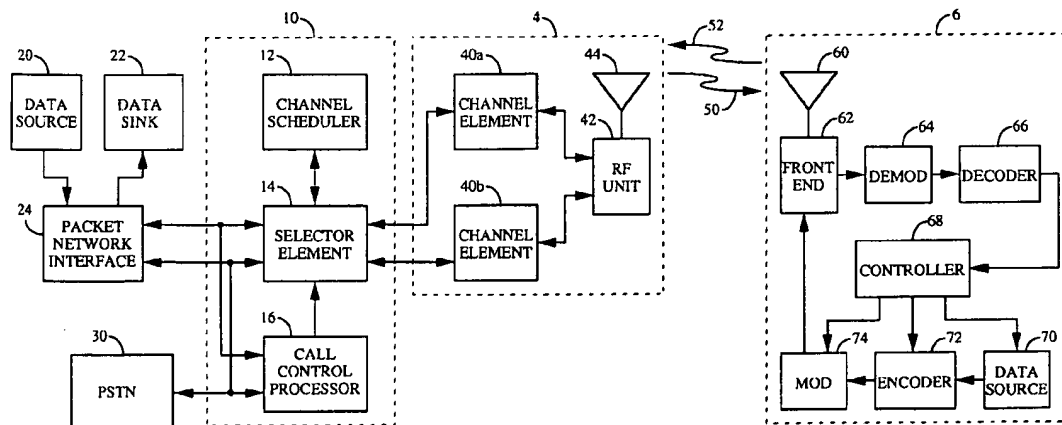 10
4
52
6
20
22
12
40a
44
60
DATA
SOURCE
DATA
SINK
CHANNEL
SCHEDULER
CHANNEL
ELEMENT
50
42
62
64
66
RF
UNIT
FRONT
END
DEMOD
DECODER
24
14
40b
PACKET
NETWORK
INTERFACE
SELECTOR
ELEMENT
CHANNEL
ELEMENT
68
CONTROLLER
30
16
74
72
70
PSTN
CALL
CONTROL
PROCESSOR
MOD
ENCODER
DATA
SOURCE